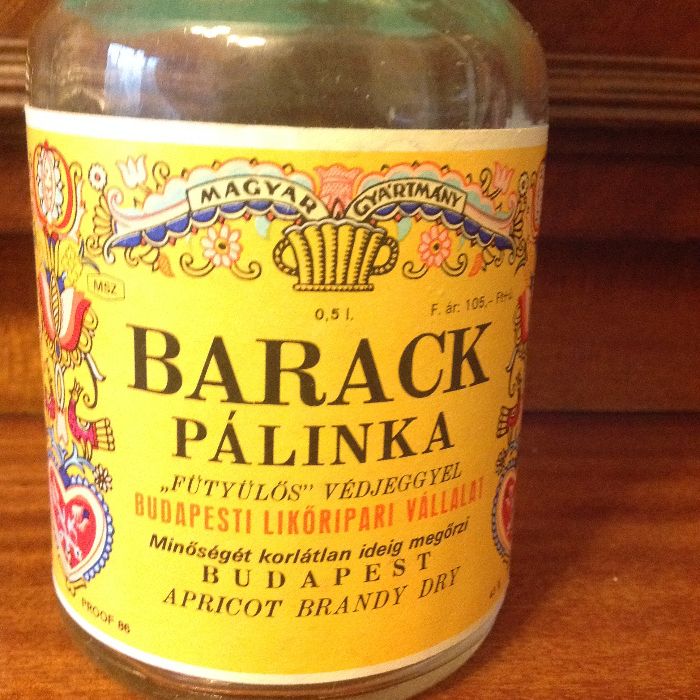 MAGYAR GYÁRTMÁNY
MSZ
0,5 l.
F. ár: 105,- Ft
BARACK
PÁLINKA
„FÜTYÜLŐS” VÉDJEGGYEL
BUDAPESTI LIKŐRIPARI VÁLLALAT
Minőségét korlátlan ideig megőrzi
BUDAPEST
APRICOT BRANDY DRY
PROOF 86